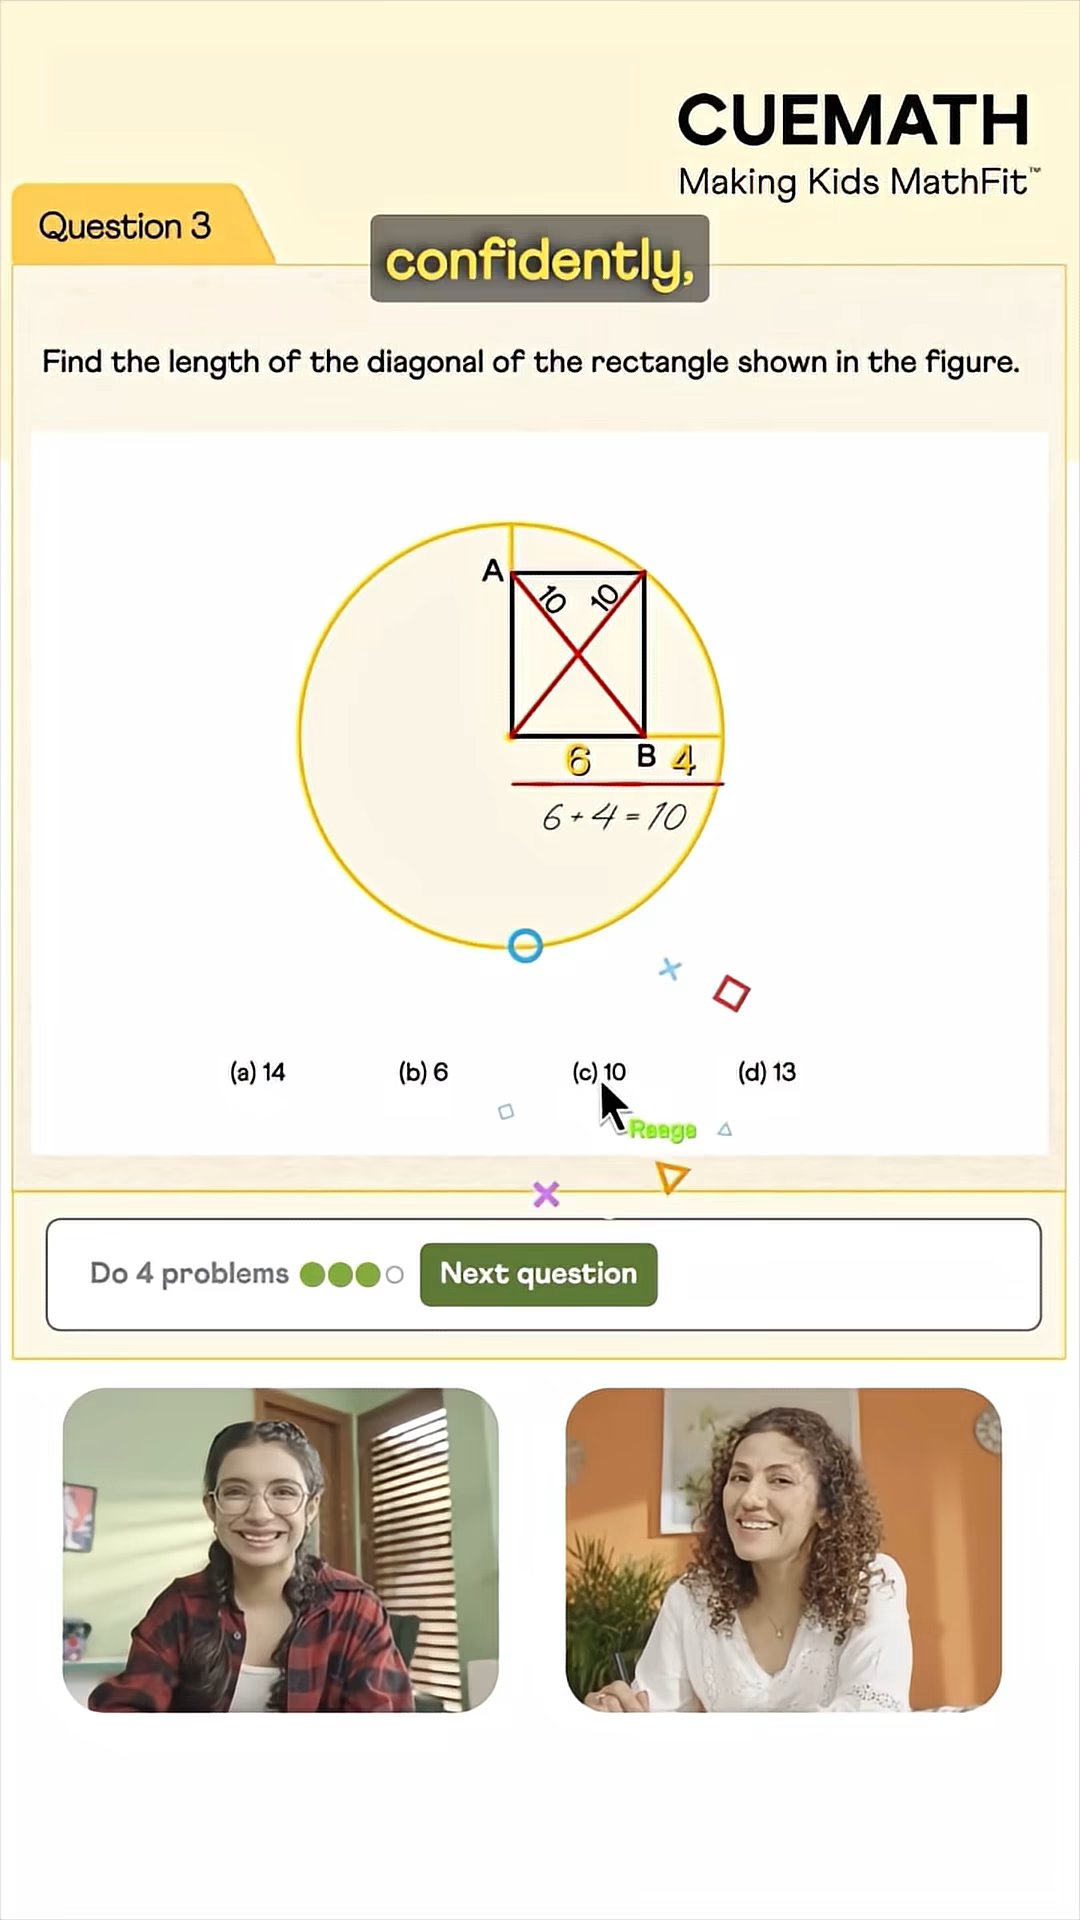 CUEMATH
Making Kids MathFit™
Question 3
confidently,
Find the length of the diagonal of the rectangle shown in the figure.
A
10 10
6 B 4
6 + 4 = 10
(a) 14 (b) 6 (c) 10 (d) 13
Raaga
Do 4 problems Next question